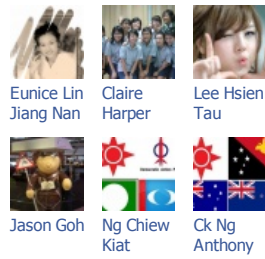 Eunice Lin
Jiang Nan
Claire
Harper
Lee Hsien
Tau
Jason Goh
Ng Chiew
Kiat
Ck Ng
Anthony